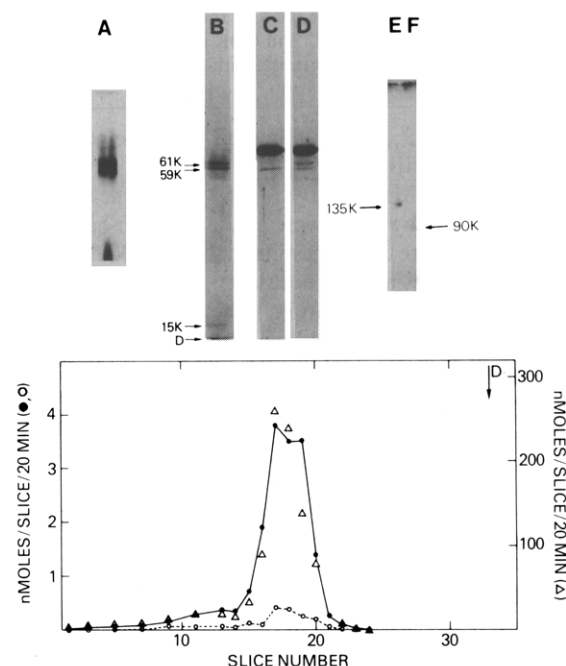 A
B
C
D
E F
61K
59K
135K
90K
15K
D
nMOLES/SLICE/20 MIN (●,○)
4
3
2
1
D
300
200
100
nMOLES/SLICE/20 MIN (△)
10
20
30
SLICE NUMBER